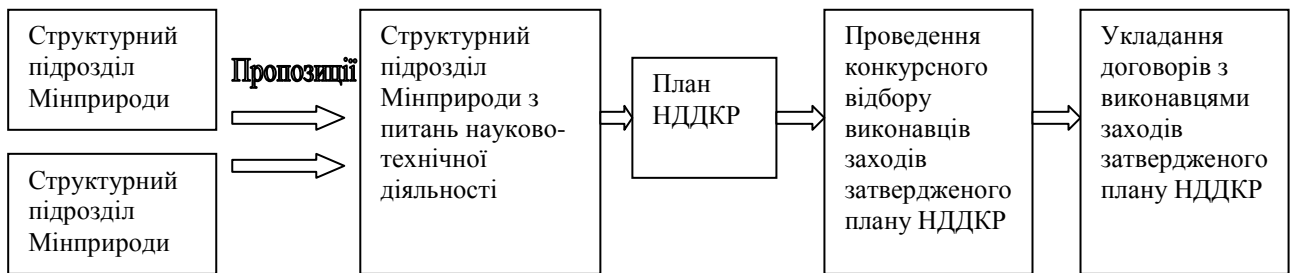 Структурний
підрозділ
Мінприроди
Структурний
підрозділ
Мінприроди
Пропозиції
Структурний
підрозділ
Мінприроди з
питань науково-
технічної
діяльності
План
НДДКР
Проведення
конкурсного
відбору
виконавців
заходів
затвердженого
плану НДДКР
Укладання
договорів з
виконавцями
заходів
затвердженого
плану НДДКР